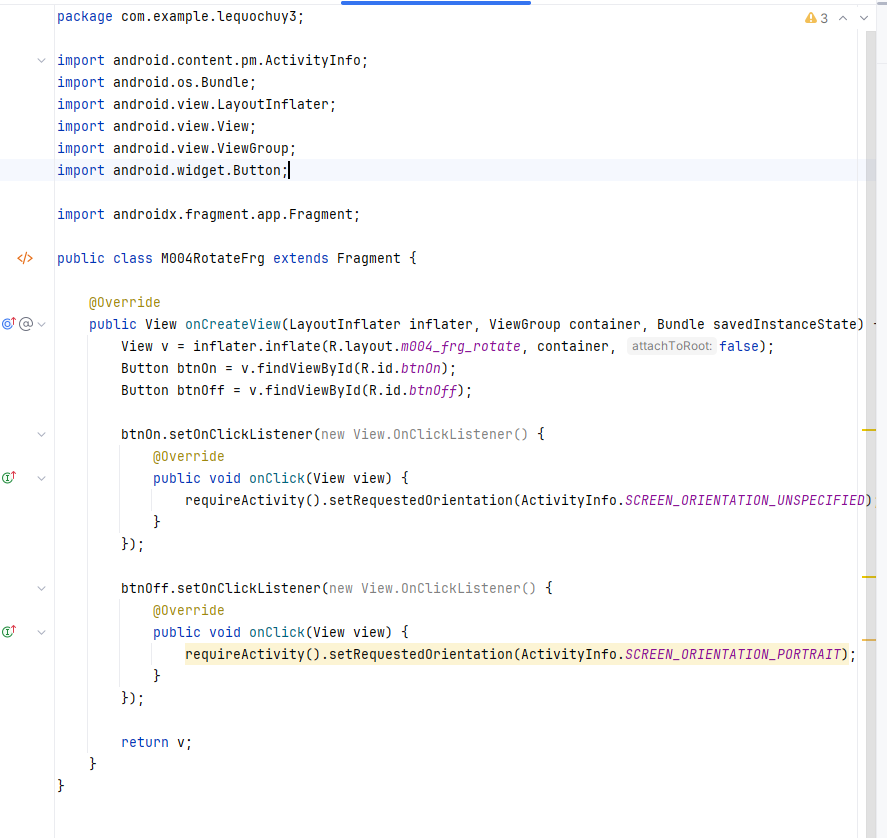 package com.example.lequochuy3;
3
import android.content.pm.ActivityInfo;
import android.os.Bundle;
import android.view.LayoutInflater;
import android.view.View;
import android.view.ViewGroup;
import android.widget.Button;
import androidx.fragment.app.Fragment;
public class M004RotateFrg extends Fragment {
@Override
public View onCreateView(LayoutInflater inflater, ViewGroup container, Bundle savedInstanceState)
View v = inflater.inflate(R.layout.m004_frg_rotate, container, attachToRoot: false);
Button btnOn = v.findViewById(R.id.btnOn);
Button btnOff = v.findViewById(R.id.btnOff);
btnOn.setOnClickListener(new View.OnClickListener() {
@Override
public void onClick(View view) {
requireActivity().setRequestedOrientation(ActivityInfo.SCREEN_ORIENTATION_UNSPECIFIED)
}
});
btnOff.setOnClickListener(new View.OnClickListener() {
@Override
public void onClick(View view) {
requireActivity().setRequestedOrientation(ActivityInfo.SCREEN_ORIENTATION_PORTRAIT);
}
});
return v;
}
}